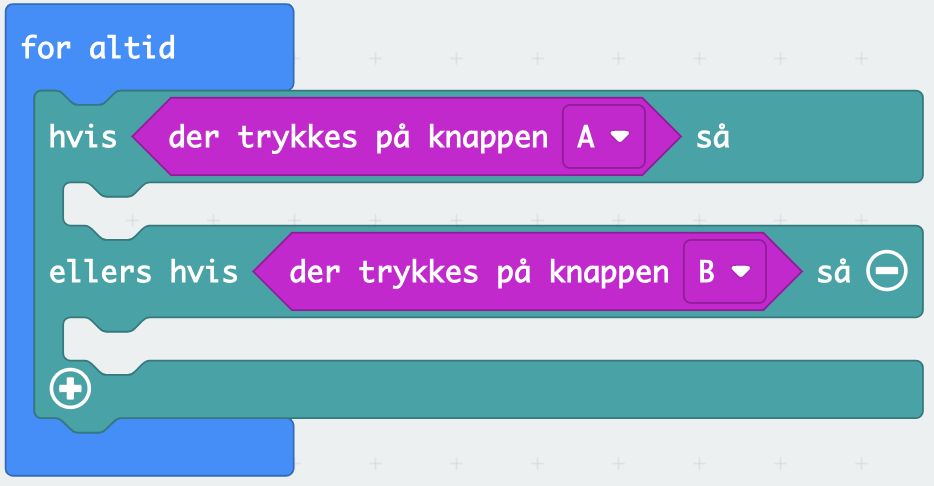 for altid
hvis der trykkes på knappen A så
ellers hvis der trykkes på knappen B så